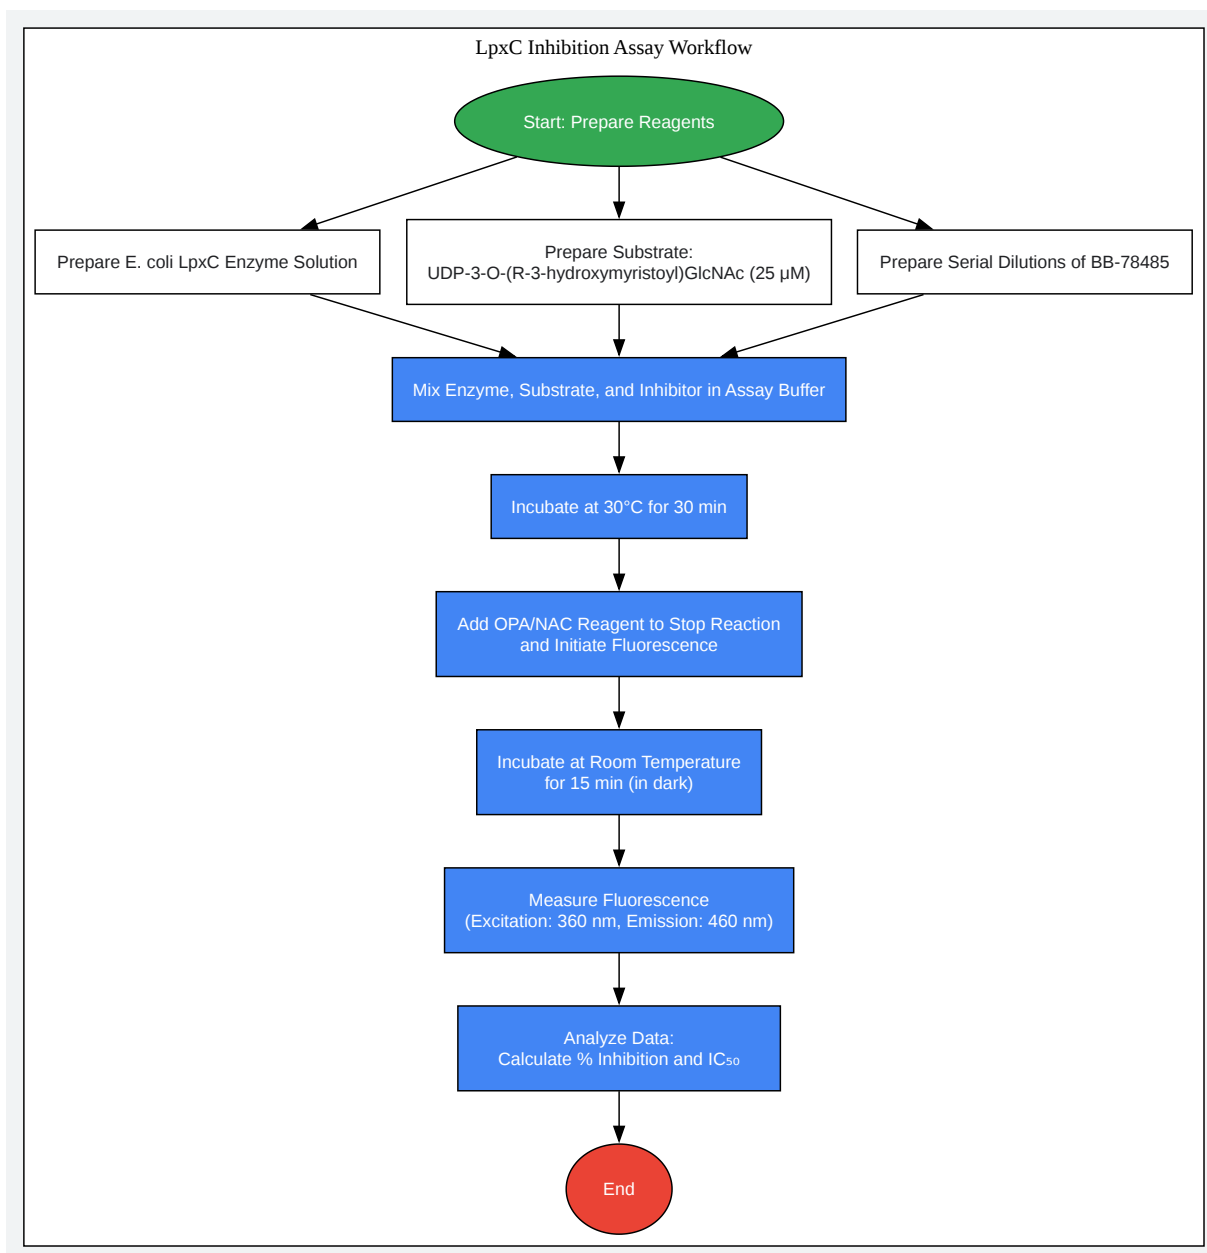 LpxC Inhibition Assay Workflow
Start: Prepare Reagents
Prepare E. coli LpxC Enzyme Solution
Prepare Substrate:
UDP-3-O-(R-3-hydroxymyristoyl)GlcNAc (25 μM)
Prepare Serial Dilutions of BB-78485
Mix Enzyme, Substrate, and Inhibitor in Assay Buffer
Incubate at 30°C for 30 min
Add OPA/NAC Reagent to Stop Reaction
and Initiate Fluorescence
Incubate at Room Temperature
for 15 min (in dark)
Measure Fluorescence
(Excitation: 360 nm, Emission: 460 nm)
Analyze Data:
Calculate % Inhibition and IC₅₀
End